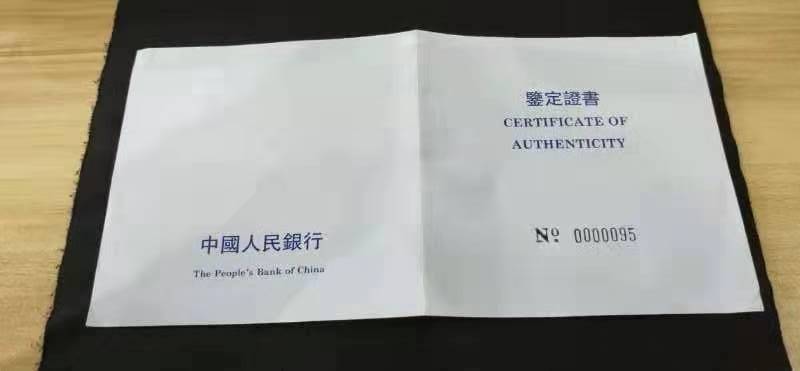 中國人民銀行
The People's Bank of China
鑒定證書
CERTIFICATE OF
AUTHENTICITY
Nº 0000095